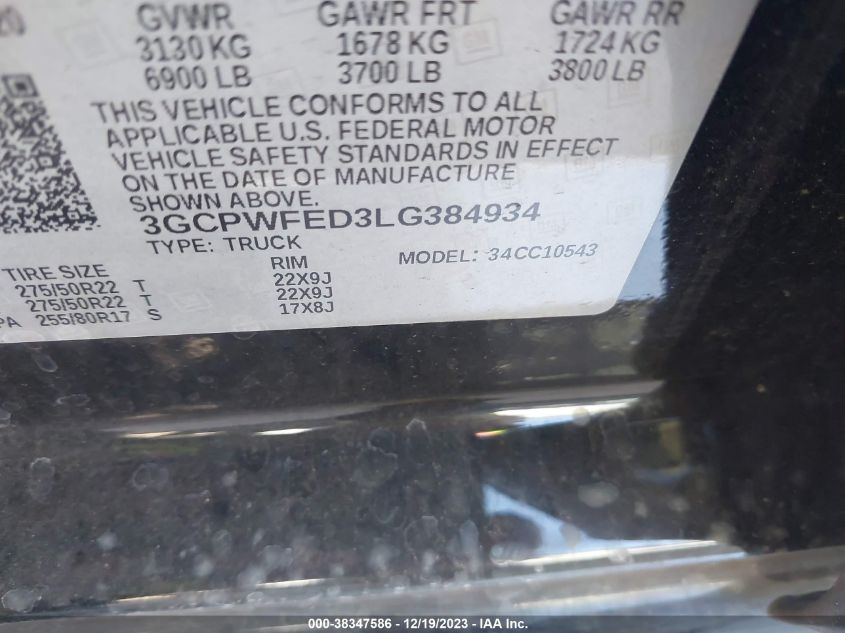 20
GVWR GAWR FRT GAWR RR
3130 KG 1678 KG 1724 KG
6900 LB 3700 LB 3800 LB
THIS VEHICLE CONFORMS TO ALL
APPLICABLE U.S. FEDERAL MOTOR
VEHICLE SAFETY STANDARDS IN EFFECT
ON THE DATE OF MANUFACTURE
SHOWN ABOVE.
3GCPWFED3LG384934
TYPE: TRUCK MODEL: 34CC10543
TIRE SIZE RIM
275/50R22 T 22X9J
275/50R22 T 22X9J
PA 255/80R17 S 17X8J
000-38347586 - 12/19/2023 - IAA Inc.